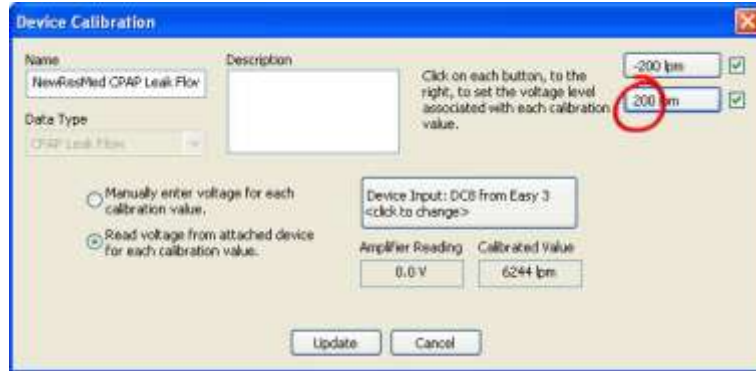 Device Calibration
Name
NewResMed CPAP Leak Flov
Description
Data Type
CPAP Leak Flow
Click on each button, to the
right, to set the voltage level
associated with each calibration
value.
-200 lpm
200 lpm
Manually enter voltage for each
calibration value.
Read voltage from attached device
for each calibration value.
Device Input: DC8 from Easy 3
<click to change>
Amplifier Reading
Calibrated Value
0.0 V
6244 lpm
Update
Cancel